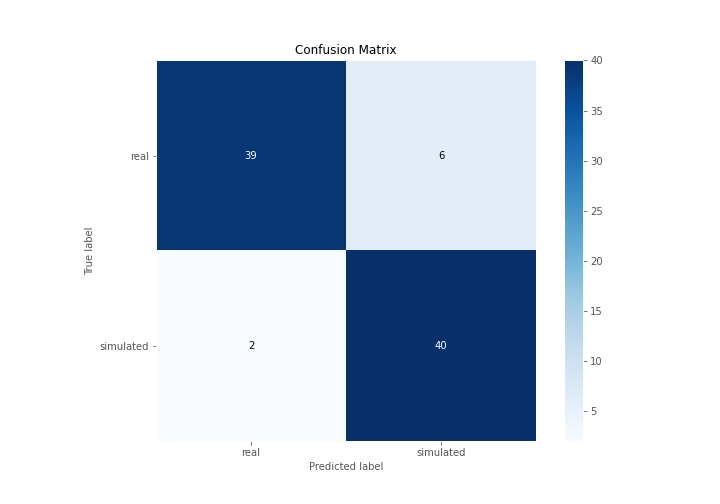 Confusion Matrix
True label
real
39
6
simulated
2
40
real
simulated
Predicted label
40
35
30
25
20
15
10
5